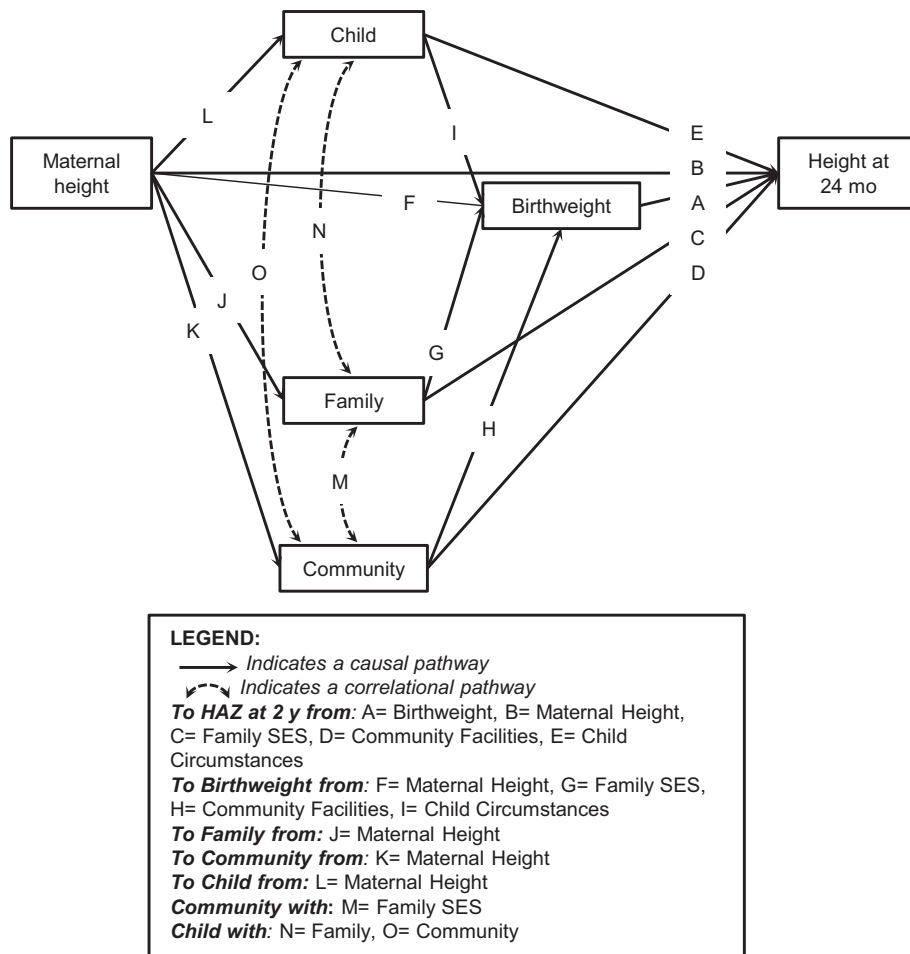 Child
L
E
I
Maternal
height
B
Height at
24 mo
F
Birthweight
A
N
C
O
D
J
K
G
Family
H
M
Community
LEGEND:
Indicates a causal pathway
Indicates a correlational pathway
To HAZ at 2 y from: A= Birthweight, B= Maternal Height,
C= Family SES, D= Community Facilities, E= Child
Circumstances
To Birthweight from: F= Maternal Height, G= Family SES,
H= Community Facilities, I= Child Circumstances
To Family from: J= Maternal Height
To Community from: K= Maternal Height
To Child from: L= Maternal Height
Community with: M= Family SES
Child with: N= Family, O= Community